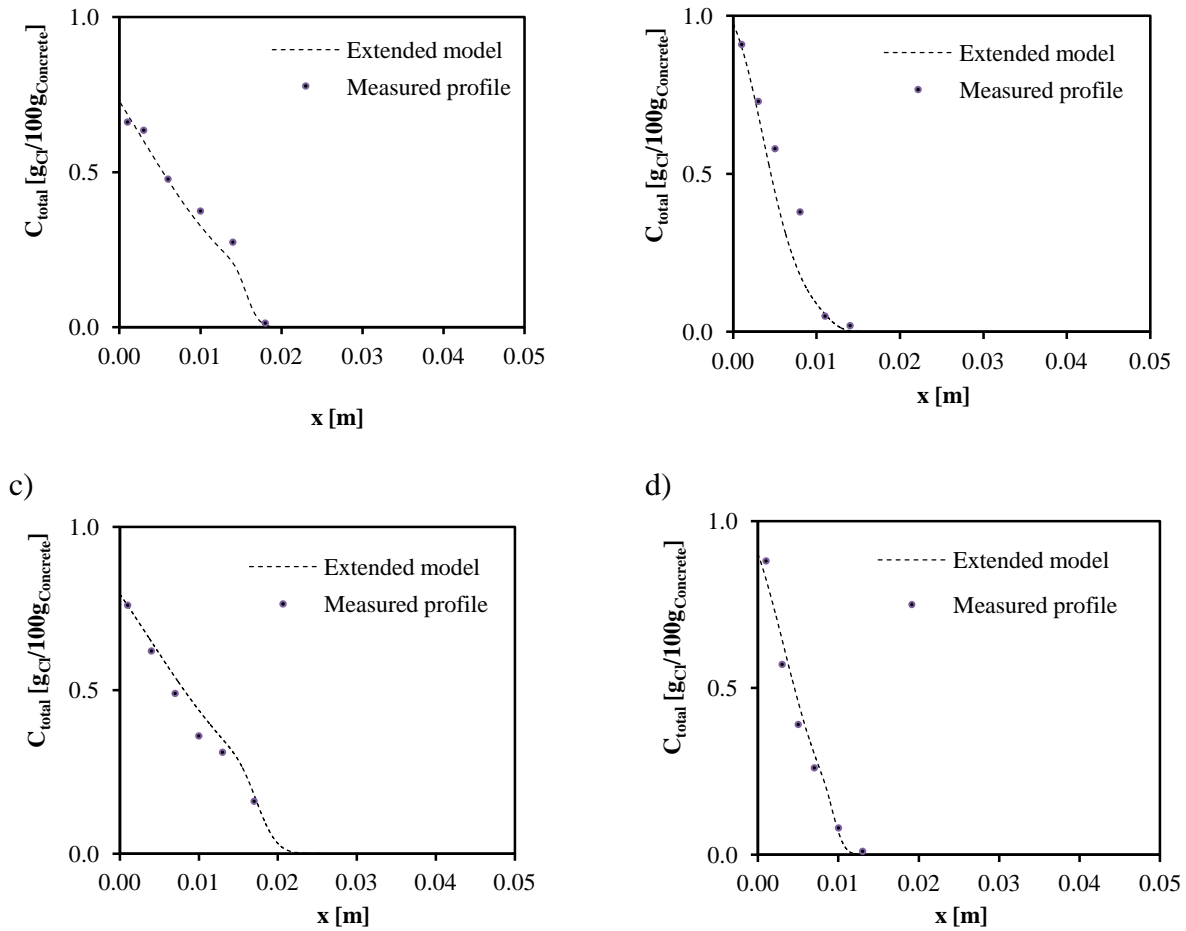 1.0
0.5
0.0
C_total [g_Cl/100g_Concrete]
Extended model
Measured profile
0.00 0.01 0.02 0.03 0.04 0.05
x [m]
1.0
0.5
0.0
C_total [g_Cl/100g_Concrete]
Extended model
Measured profile
0.00 0.01 0.02 0.03 0.04 0.05
x [m]
c)
1.0
0.5
0.0
C_total [g_Cl/100g_Concrete]
Extended model
Measured profile
0.00 0.01 0.02 0.03 0.04 0.05
x [m]
d)
1.0
0.5
0.0
C_total [g_Cl/100g_Concrete]
Extended model
Measured profile
0.00 0.01 0.02 0.03 0.04 0.05
x [m]